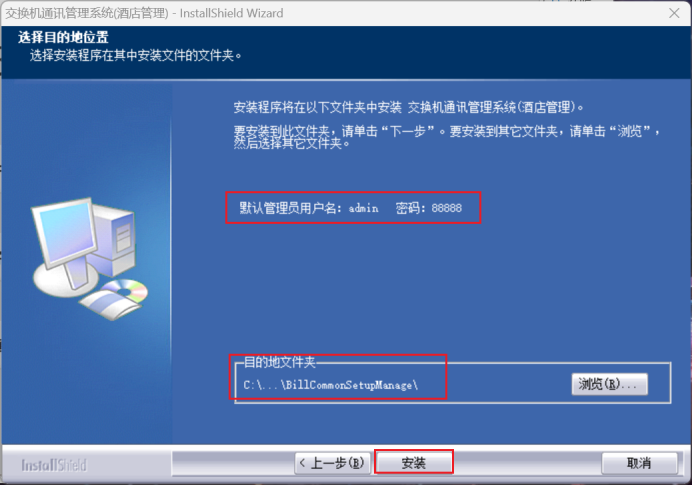 交换机通讯管理系统(酒店管理) - InstallShield Wizard
选择目的地位置
选择安装程序在其中安装文件的文件夹。
安装程序将在以下文件夹中安装 交换机通讯管理系统(酒店管理)。
要安装到此文件夹，请单击“下一步”。要安装到其它文件夹，请单击“浏览”，
然后选择其它文件夹。
默认管理员用户名：admin 密码：88888
目的地文件夹
C:\...\BillCommonSetupManage\
浏览(R)...
InstallShield
< 上一步(B)
安装
取消